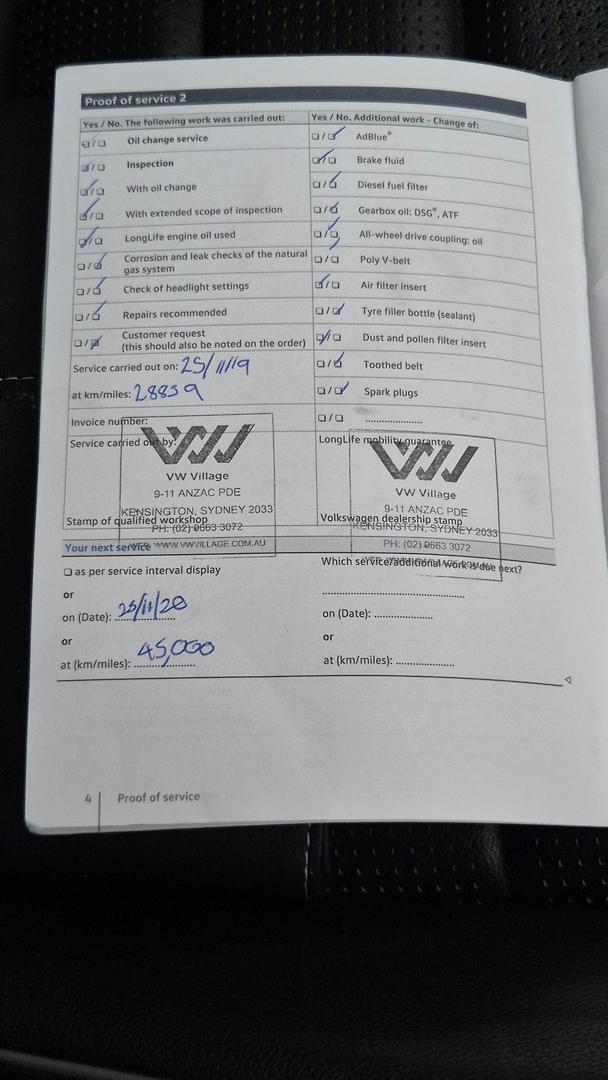 Proof of service 2
Yes / No. The following work was carried out:
Oil change service
Inspection
With oil change
With extended scope of inspection
LongLife engine oil used
Corrosion and leak checks of the natural
gas system
Check of headlight settings
Repairs recommended
Customer request
(this should also be noted on the order)
Service carried out on: 25/11/19
at km/miles: 28859
Invoice number:
Service carried out by:
VW
VW Village
9-11 ANZAC PDE
KENSINGTON, SYDNEY 2033
PH: (02) 9663 3072
WEB: WWW.VWVILLAGE.COM.AU
Stamp of qualified workshop
Yes / No. Additional work – Change of:
AdBlue®
Brake fluid
Diesel fuel filter
Gearbox oil: DSG®, ATF
All-wheel drive coupling: oil
Poly V-belt
Air filter insert
Tyre filler bottle (sealant)
Dust and pollen filter insert
Toothed belt
Spark plugs
....................
LongLife mobility guarantee
VW
VW Village
9-11 ANZAC PDE
KENSINGTON, SYDNEY 2033
PH: (02) 9663 3072
Volkswagen dealership stamp
Your next service
as per service interval display
or
on (Date): 25/11/20
or
at (km/miles): 45,000
Which service/additional work is due next?
on (Date): ....................
or
at (km/miles): ....................
4 Proof of service